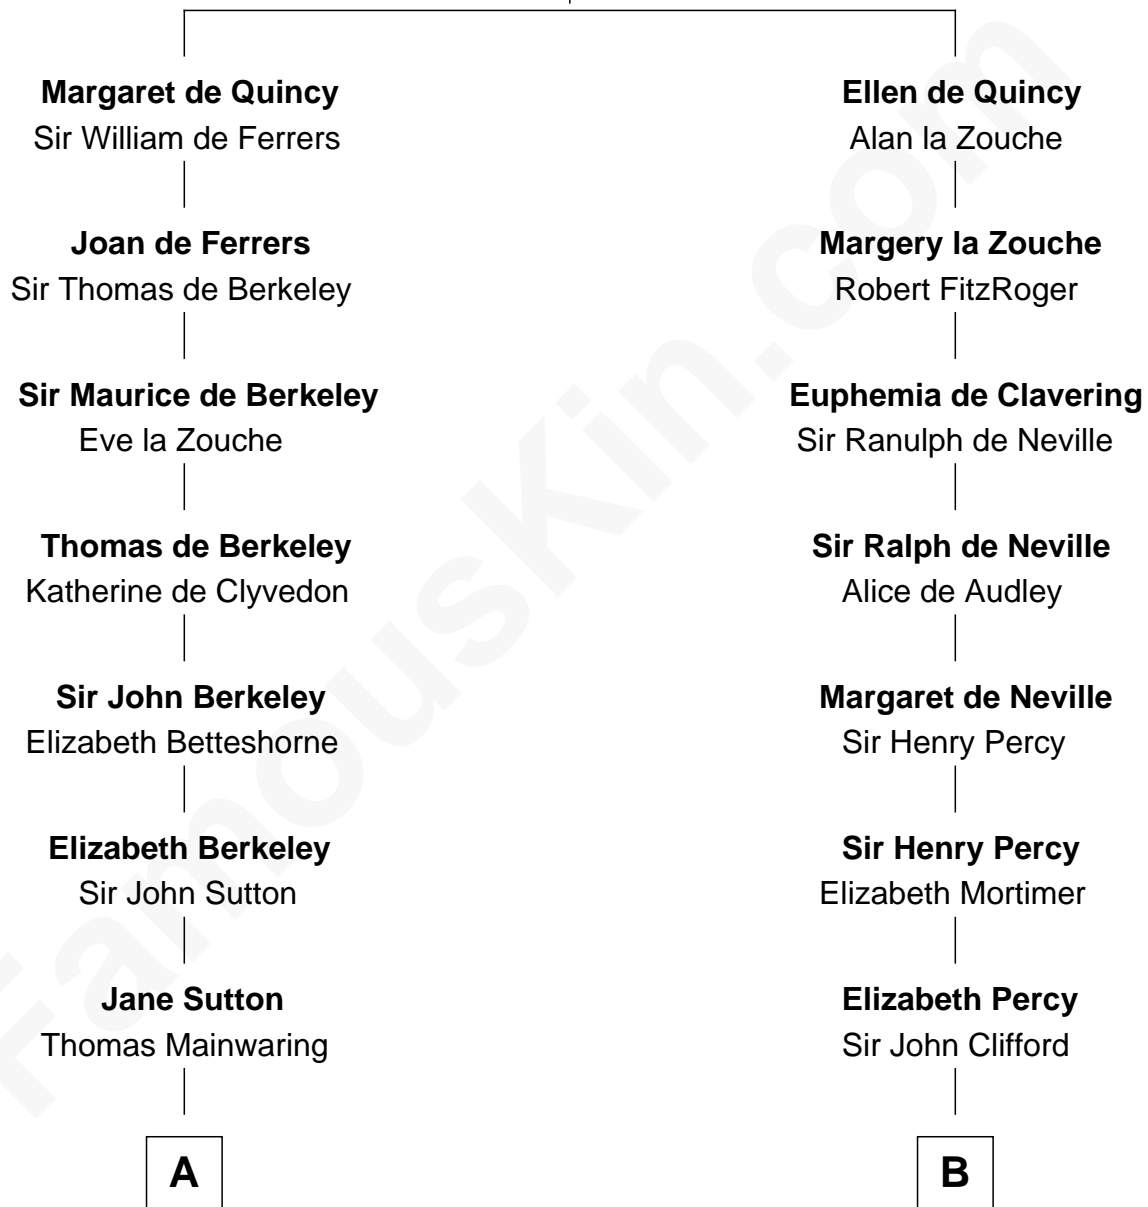 Margaret de Quincy
Sir William de Ferrers
Joan de Ferrers
Sir Thomas de Berkeley
Sir Maurice de Berkeley
Eve la Zouche
Thomas de Berkeley
Katherine de Clyvedon
Sir John Berkeley
Elizabeth Betteshorne
Elizabeth Berkeley
Sir John Sutton
Jane Sutton
Thomas Mainwaring
A
Ellen de Quincy
Alan la Zouche
Margery la Zouche
Robert FitzRoger
Euphemia de Clavering
Sir Ranulph de Neville
Sir Ralph de Neville
Alice de Audley
Margaret de Neville
Sir Henry Percy
Sir Henry Percy
Elizabeth Mortimer
Elizabeth Percy
Sir John Clifford
B
FamousKin.com